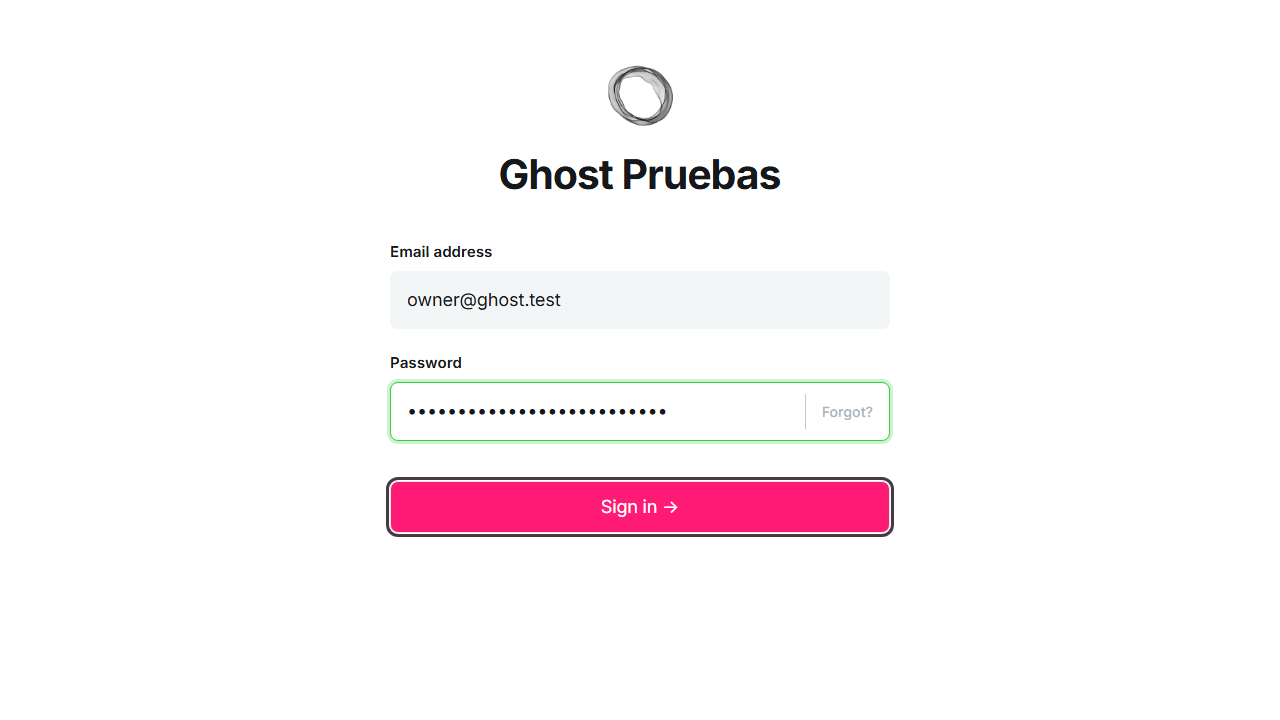 Ghost Pruebas
Email address
owner@ghost.test
Password
••••••••••••••••••••••••••
Forgot?
Sign in →